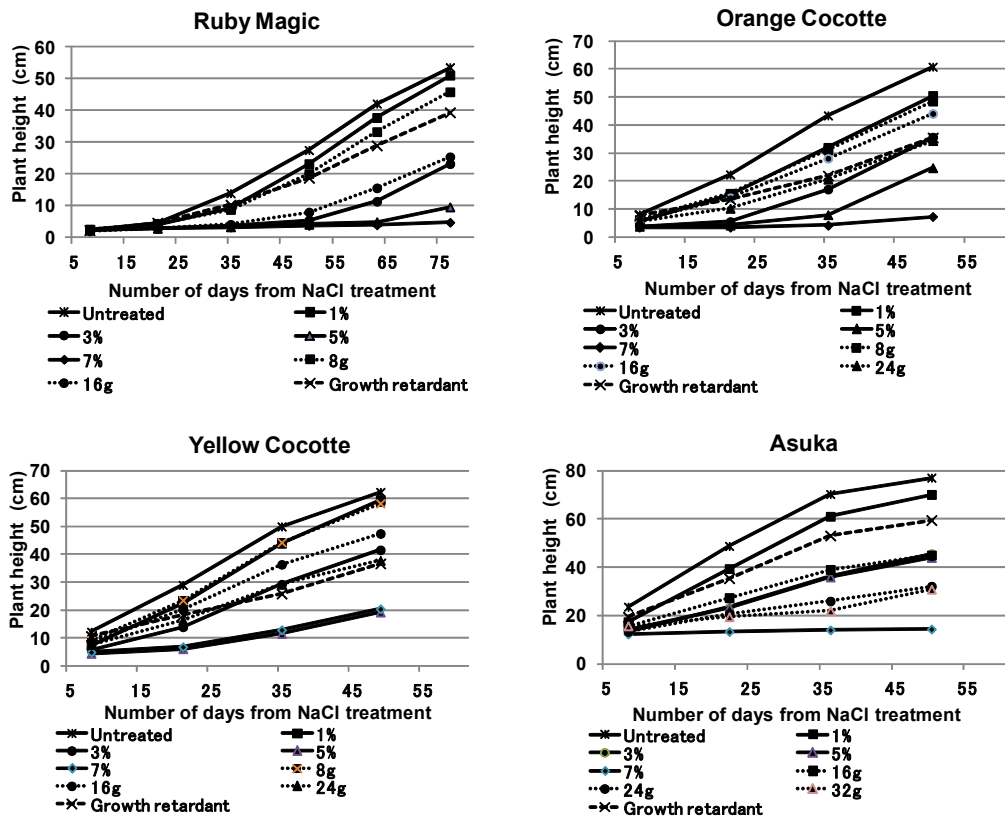 Ruby Magic
Plant height (cm)
60
50
40
30
20
10
0
5 15 25 35 45 55 65 75
Number of days from NaCl treatment
Untreated 1%
3% 5%
7% 8g
16g Growth retardant
Orange Cocotte
Plant height (cm)
70
60
50
40
30
20
10
0
5 15 25 35 45 55
Number of days from NaCl treatment
Untreated 1%
3% 5%
7% 8g
16g 24g
Growth retardant
Yellow Cocotte
Plant height (cm)
70
60
50
40
30
20
10
0
5 15 25 35 45 55
Number of days from NaCl treatment
Untreated 1%
3% 5%
7% 8g
16g 24g
Growth retardant
Asuka
Plant height (cm)
80
60
40
20
0
5 15 25 35 45 55
Number of days from NaCl treatment
Untreated 1%
3% 5%
7% 16g
24g 32g
Growth retardant